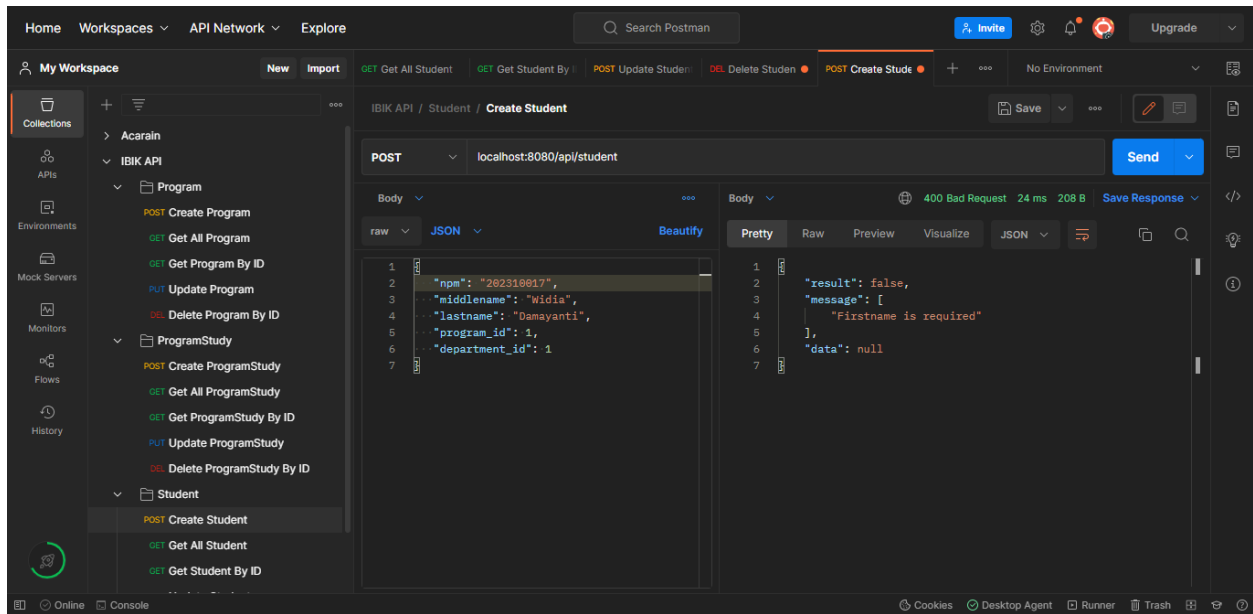 Home Workspaces API Network Explore Search Postman Invite Upgrade
My Workspace New Import
GET Get All Student GET Get Student By POST Update Studen DEL Delete Studen POST Create Stude No Environment
IBIK API / Student / Create Student Save
POST localhost:8080/api/student Send
Collections
APIs
Environments
Mock Servers
Monitors
Flows
History
Acarain
IBIK API
Program
POST Create Program
GET Get All Program
GET Get Program By ID
PUT Update Program
DEL Delete Program By ID
ProgramStudy
POST Create ProgramStudy
GET Get All ProgramStudy
GET Get ProgramStudy By ID
PUT Update ProgramStudy
DEL Delete ProgramStudy By ID
Student
POST Create Student
GET Get All Student
GET Get Student By ID
Body
raw JSON Beautify
1 {
2 "npm": "202310017",
3 "middlename": "Widia",
4 "lastname": "Damayanti",
5 "program_id": 1,
6 "department_id": 1
7 }
Body 400 Bad Request 24 ms 208 B Save Response
Pretty Raw Preview Visualize JSON
1 {
2 "result": false,
3 "message": [
4 "Firstname is required"
5 ],
6 "data": null
7 }
Online Console Cookies Desktop Agent Runner Trash